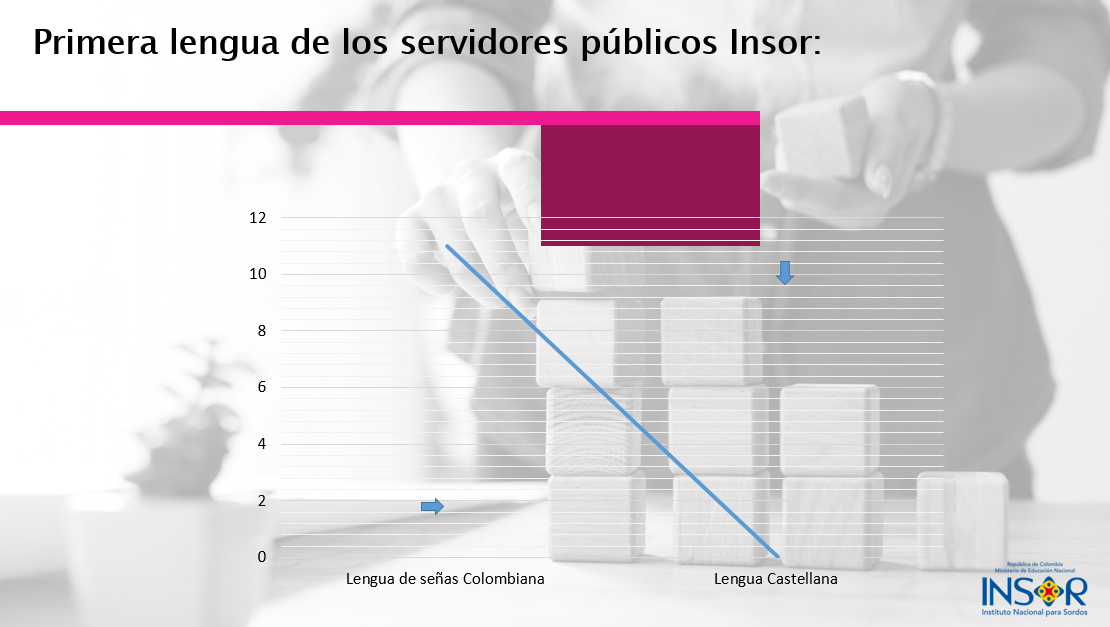 Primera lengua de los servidores públicos Insor:
12
10
8
6
4
2
0
Lengua de señas Colombiana
Lengua Castellana
República de Colombia
Ministerio de Educación Nacional
INSOR
Instituto Nacional para Sordos